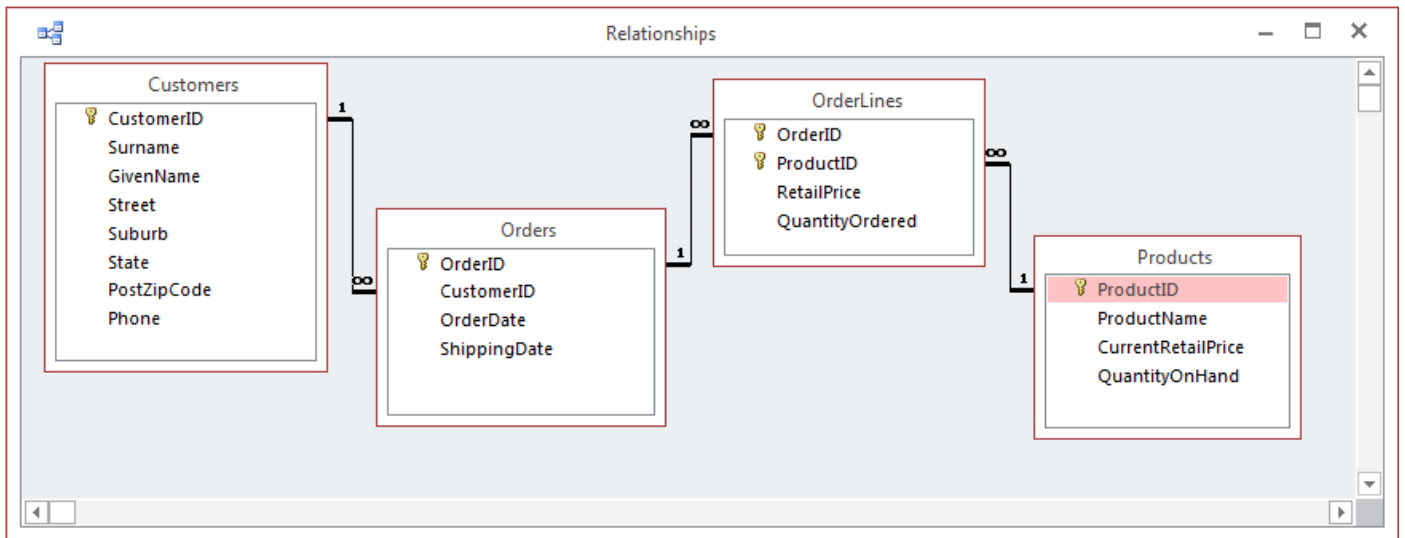 Relationships
Customers
CustomerID
Surname
GivenName
Street
Suburb
State
PostZipCode
Phone
1
∞
Orders
OrderID
CustomerID
OrderDate
ShippingDate
1
∞
OrderLines
OrderID
ProductID
RetailPrice
QuantityOrdered
∞
1
Products
ProductID
ProductName
CurrentRetailPrice
QuantityOnHand